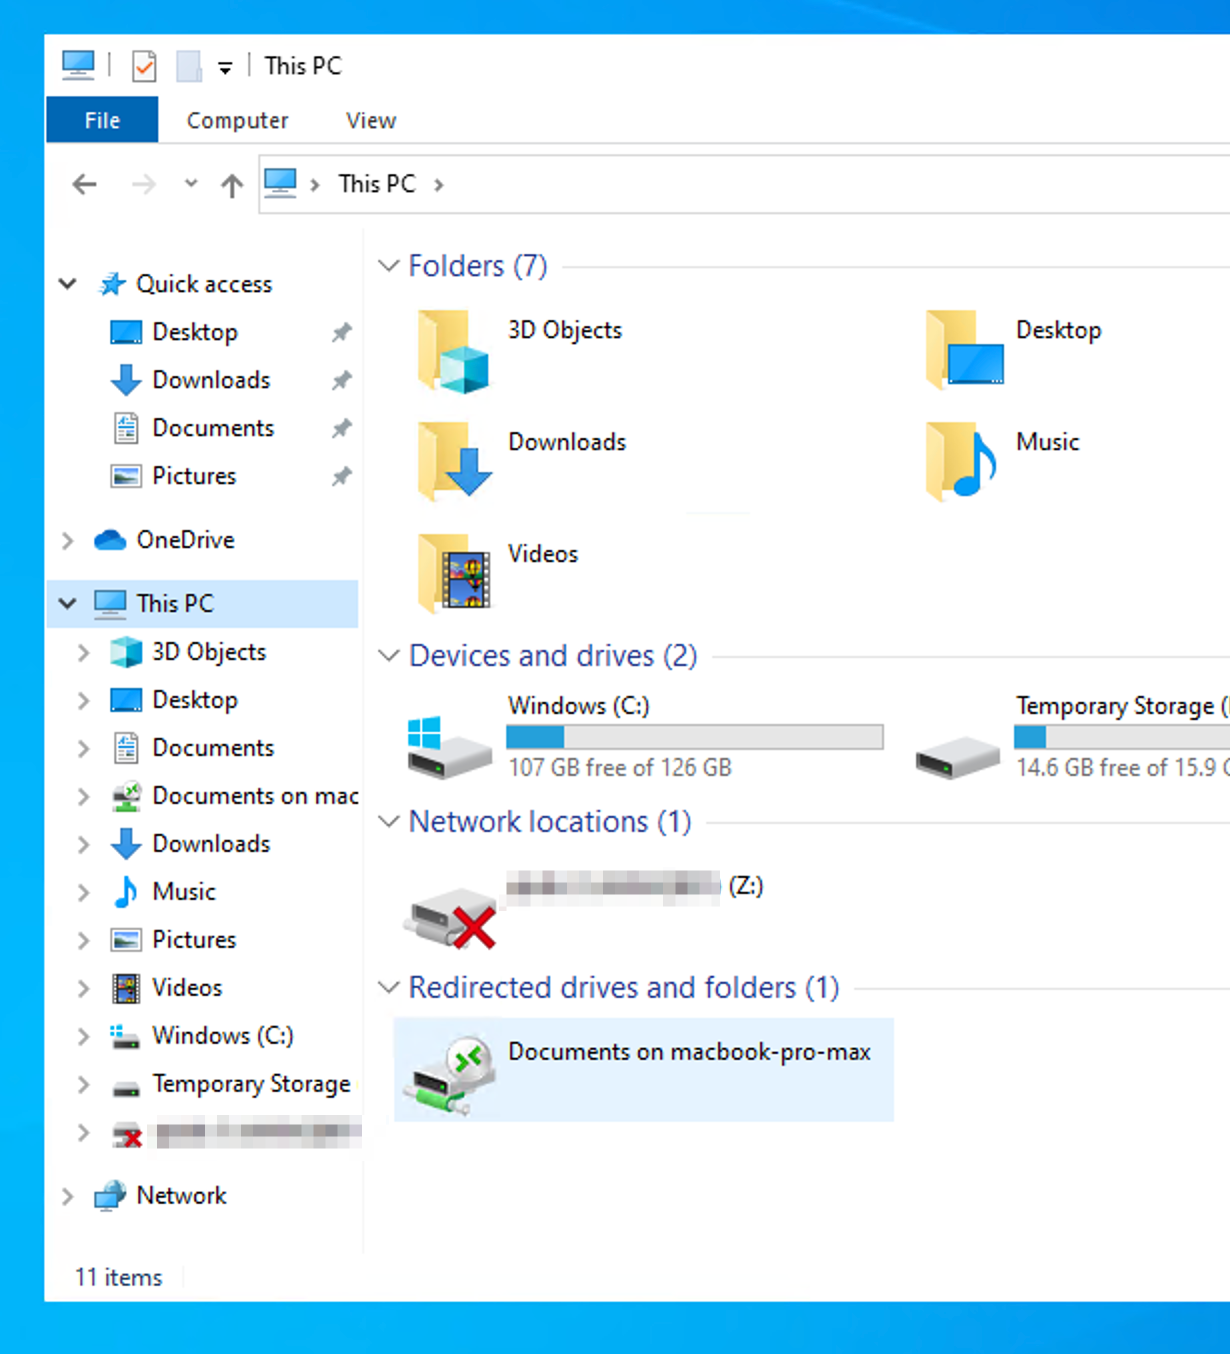 This PC
File Computer View
This PC
Quick access
Desktop
Downloads
Documents
Pictures
OneDrive
This PC
3D Objects
Desktop
Documents
Documents on mac
Downloads
Music
Pictures
Videos
Windows (C:)
Temporary Storage
Network
Folders (7)
3D Objects
Desktop
Downloads
Music
Videos
Devices and drives (2)
Windows (C:)
107 GB free of 126 GB
Temporary Storage (
14.6 GB free of 15.9
Network locations (1)
(Z:)
Redirected drives and folders (1)
Documents on macbook-pro-max
11 items